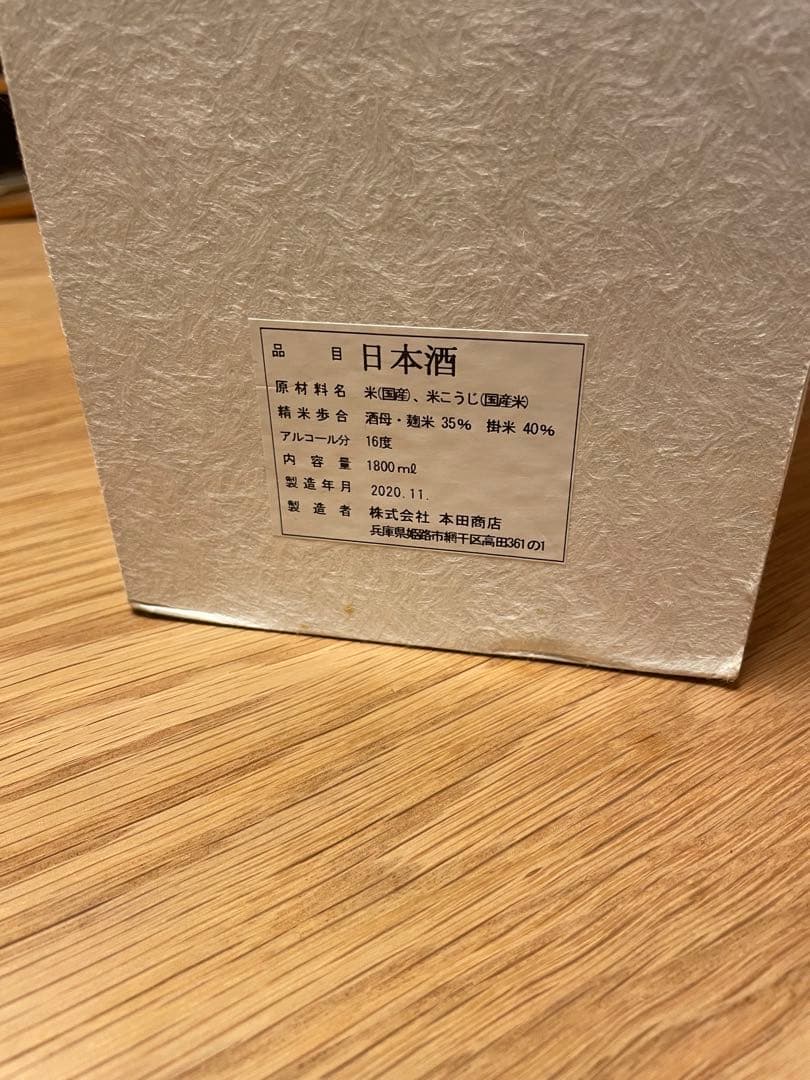 品目 日本酒
原材料名 米(国産)、米こうじ(国産米)
精米歩合 酒母・麹米 35% 掛米 40%
アルコール分 16度
内容量 1800㎖
製造年月 2020.11.
製造者 株式会社 本田商店
兵庫県姫路市網干区高田361の1